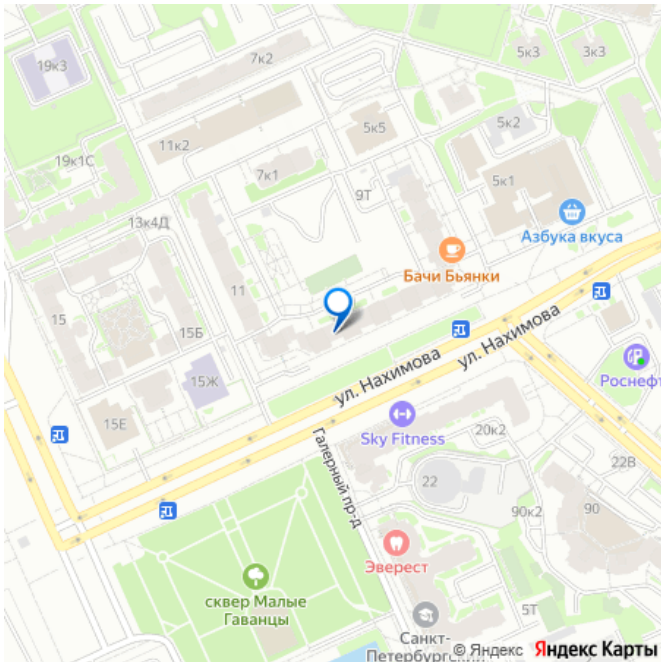 19к3
7к2
5к3
3к3
11к2
5к5
5к2
19к1С
7к1
5к1
9Т
13к4Д
Азбука вкуса
Бачи Бьянки
11
15
15Б
ул. Нахимова
ул. Нахимова
15Ж
Роснефть
15Е
Sky Fitness
20к2
Галерный пр-д
22
22В
90к2
90
Эверест
сквер Малые
Гаванцы
5Т
Санкт-
Петербургский
© Яндекс Яндекс Карты